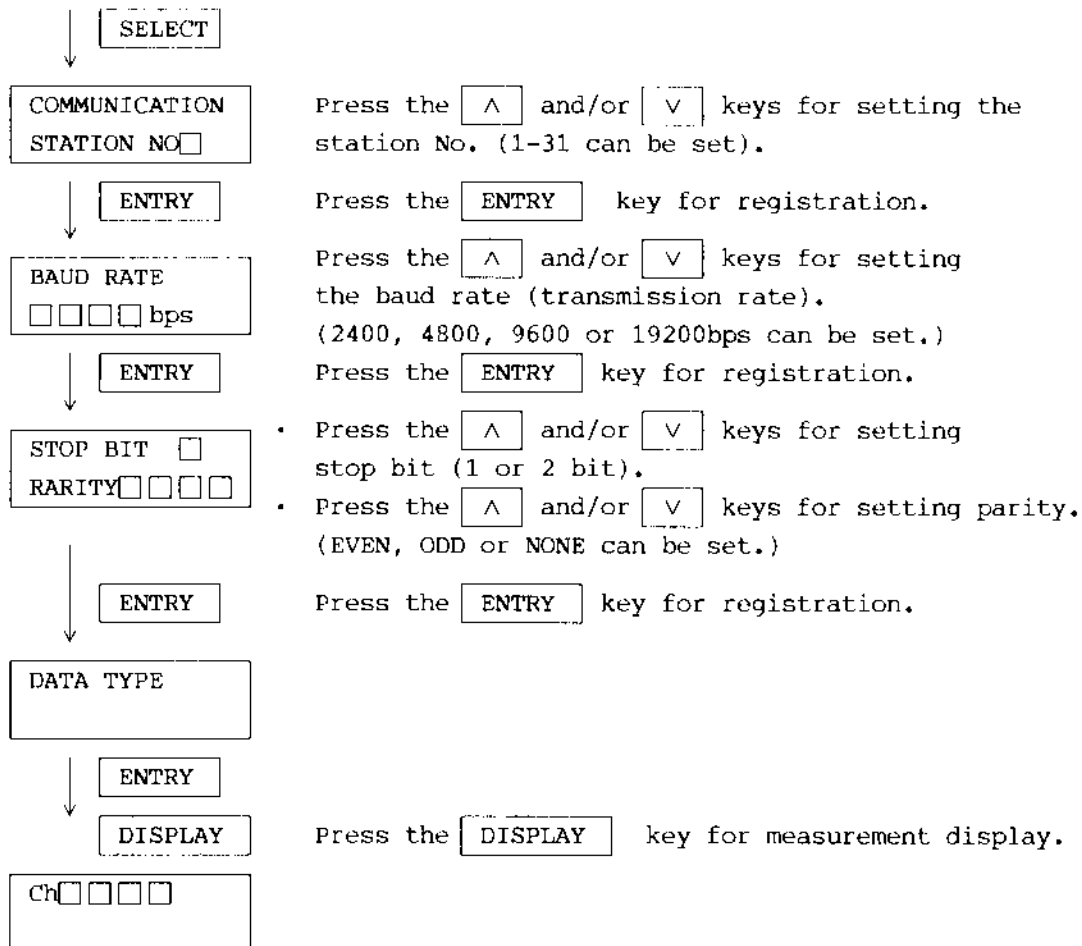 SELECT
COMMUNICATION
STATION NO□
Press the ∧ and/or ∨ keys for setting the
station No. (1-31 can be set).
ENTRY
Press the ENTRY key for registration.
BAUD RATE
□□□□ bps
Press the ∧ and/or ∨ keys for setting
the baud rate (transmission rate).
(2400, 4800, 9600 or 19200bps can be set.)
ENTRY
Press the ENTRY key for registration.
STOP BIT □
RARITY□□□□
· Press the ∧ and/or ∨ keys for setting
stop bit (1 or 2 bit).
· Press the ∧ and/or ∨ keys for setting parity.
(EVEN, ODD or NONE can be set.)
ENTRY
Press the ENTRY key for registration.
DATA TYPE
ENTRY
DISPLAY
Press the DISPLAY key for measurement display.
Ch□□□□